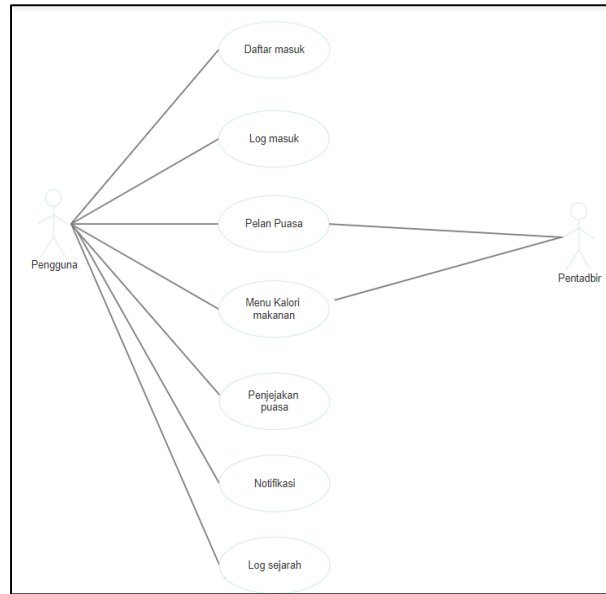 Daftar masuk
Log masuk
Pelan Puasa
Pengguna
Pentadbir
Menu Kalori
makanan
Penjejakan
puasa
Notifikasi
Log sejarah